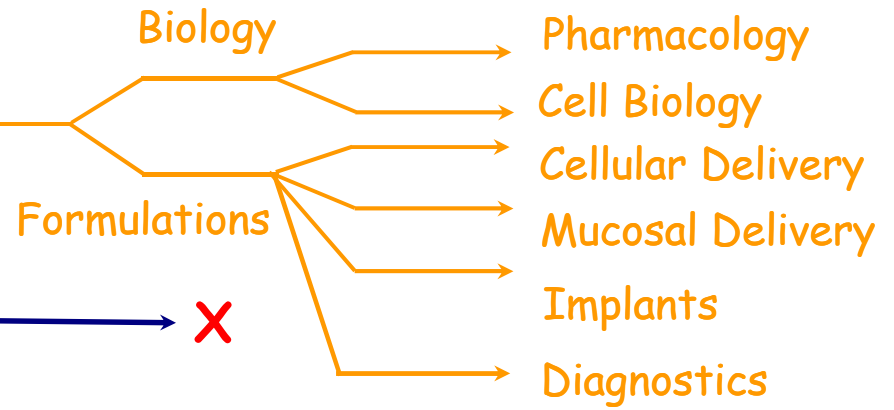 Biology
Pharmacology
Cell Biology
Cellular Delivery
Formulations
Mucosal Delivery
Implants
X
Diagnostics